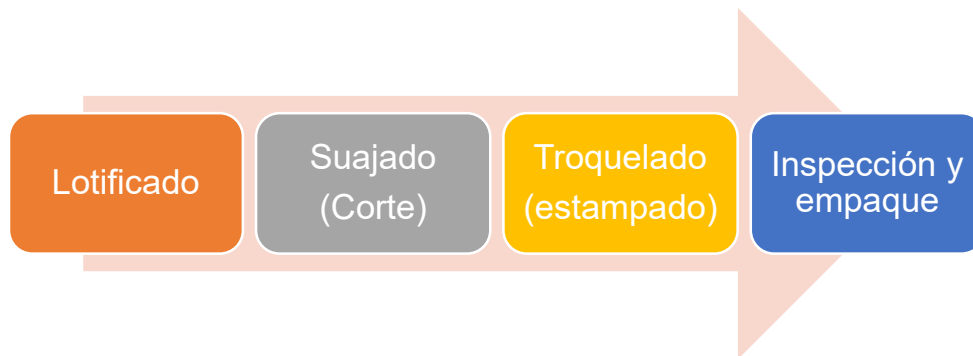 Lotificado
Suajado
(Corte)
Troquelado
(estampado)
Inspección y
empaque